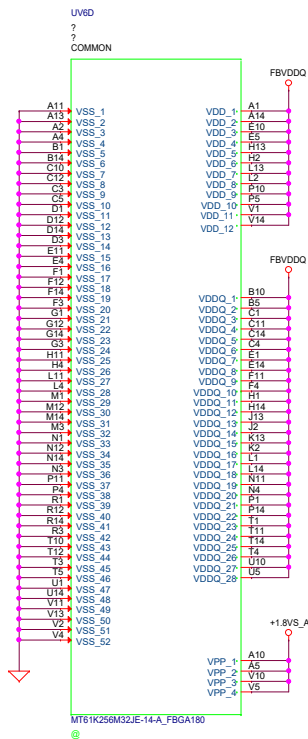 UV6D
?
?
COMMON
A11 VSS_1
A13 VSS_2
A2 VSS_3
A4 VSS_4
B1 VSS_5
B14 VSS_6
C10 VSS_7
C12 VSS_8
C3 VSS_9
C5 VSS_10
D1 VSS_11
D12 VSS_12
D14 VSS_13
D3 VSS_14
E11 VSS_15
E4 VSS_16
F1 VSS_17
F12 VSS_18
F14 VSS_19
F3 VSS_20
G1 VSS_21
G12 VSS_22
G14 VSS_23
G3 VSS_24
H11 VSS_25
H4 VSS_26
L11 VSS_27
L4 VSS_28
M1 VSS_29
M12 VSS_30
M14 VSS_31
M3 VSS_32
N1 VSS_33
N12 VSS_34
N14 VSS_35
N3 VSS_36
P11 VSS_37
P4 VSS_38
R1 VSS_39
R12 VSS_40
R14 VSS_41
R3 VSS_42
T10 VSS_43
T12 VSS_44
T3 VSS_45
T5 VSS_46
U1 VSS_47
U14 VSS_48
V11 VSS_49
V13 VSS_50
V2 VSS_51
V4 VSS_52
FBVDDQ
VDD_1 A1
VDD_2 A14
VDD_3 E10
VDD_4 E5
VDD_5 H13
VDD_6 H2
VDD_7 L13
VDD_8 L2
VDD_9 P10
VDD_10 P5
VDD_11 V1
VDD_12 V14
FBVDDQ
VDDQ_1 B10
VDDQ_2 B5
VDDQ_3 C1
VDDQ_4 C11
VDDQ_5 C14
VDDQ_6 C4
VDDQ_7 E1
VDDQ_8 E14
VDDQ_9 F11
VDDQ_10 F4
VDDQ_11 H1
VDDQ_12 H14
VDDQ_13 J13
VDDQ_14 J2
VDDQ_15 K13
VDDQ_16 K2
VDDQ_17 L1
VDDQ_18 L14
VDDQ_19 N11
VDDQ_20 N4
VDDQ_21 P1
VDDQ_22 P14
VDDQ_23 T1
VDDQ_24 T11
VDDQ_25 T14
VDDQ_26 T4
VDDQ_27 U10
VDDQ_28 U5
+1.8VS_A
VPP_1 A10
VPP_2 A5
VPP_3 V10
VPP_4 V5
MT61K256M32JE-14-A_FBGA180
@